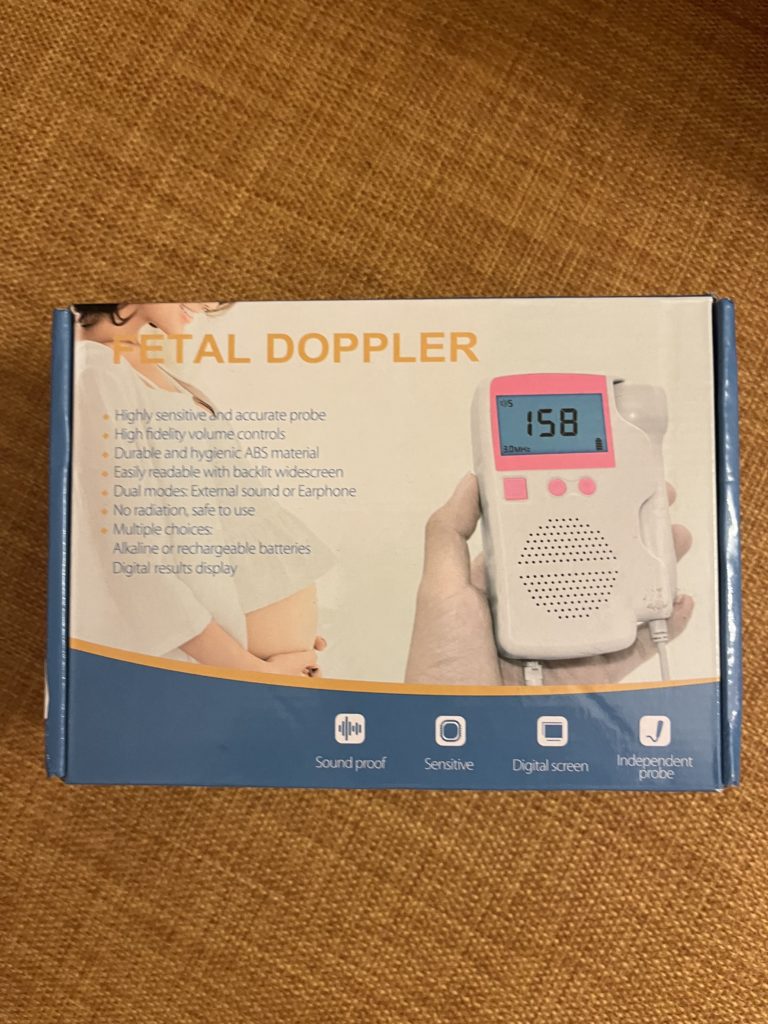 FETAL DOPPLER
Highly sensitive and accurate probe
High fidelity volume controls
Durable and hygienic ABS material
Easily readable with backlit widescreen
Dual modes: External sound or Earphone
No radiation, safe to use
Multiple choices:
Alkaline or rechargeable batteries
Digital results display
5
158
3.0MHz
Sound proof
Sensitive
Digital screen
Independent
probe